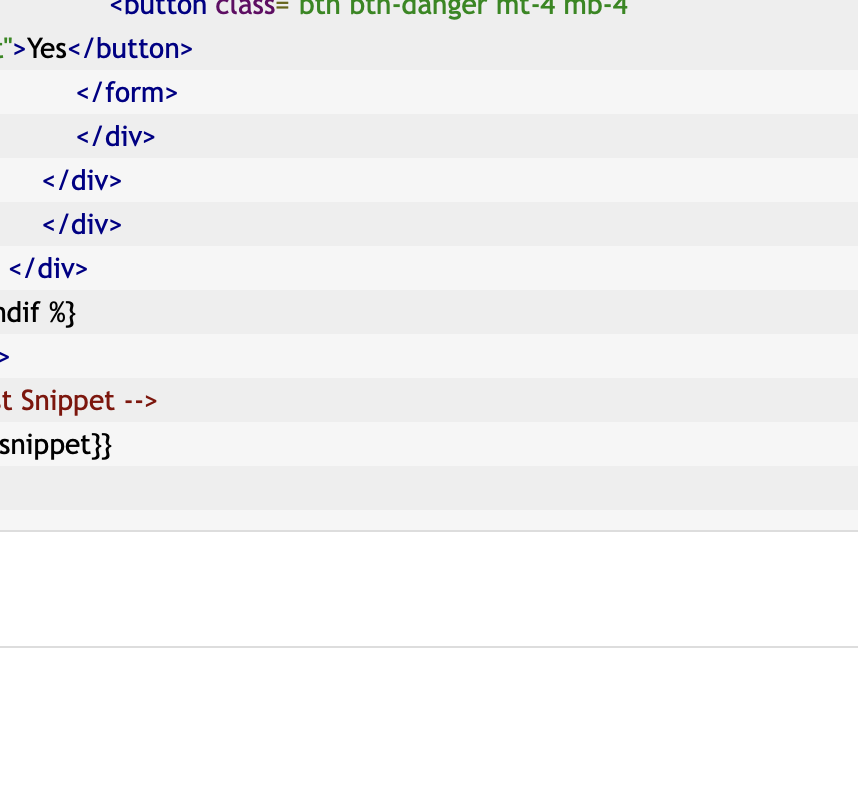 <button class="btn btn-danger mt-4 mb-4
t">Yes</button>
</form>
</div>
</div>
</div>
</div>
ndif %}
>
t Snippet -->
snippet}}